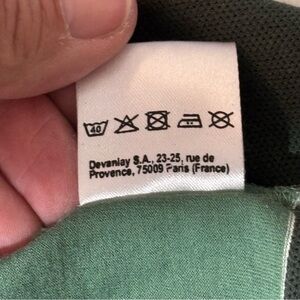 40
Devanlay S.A., 23-25, rue de
Provence, 75009 Paris (France)